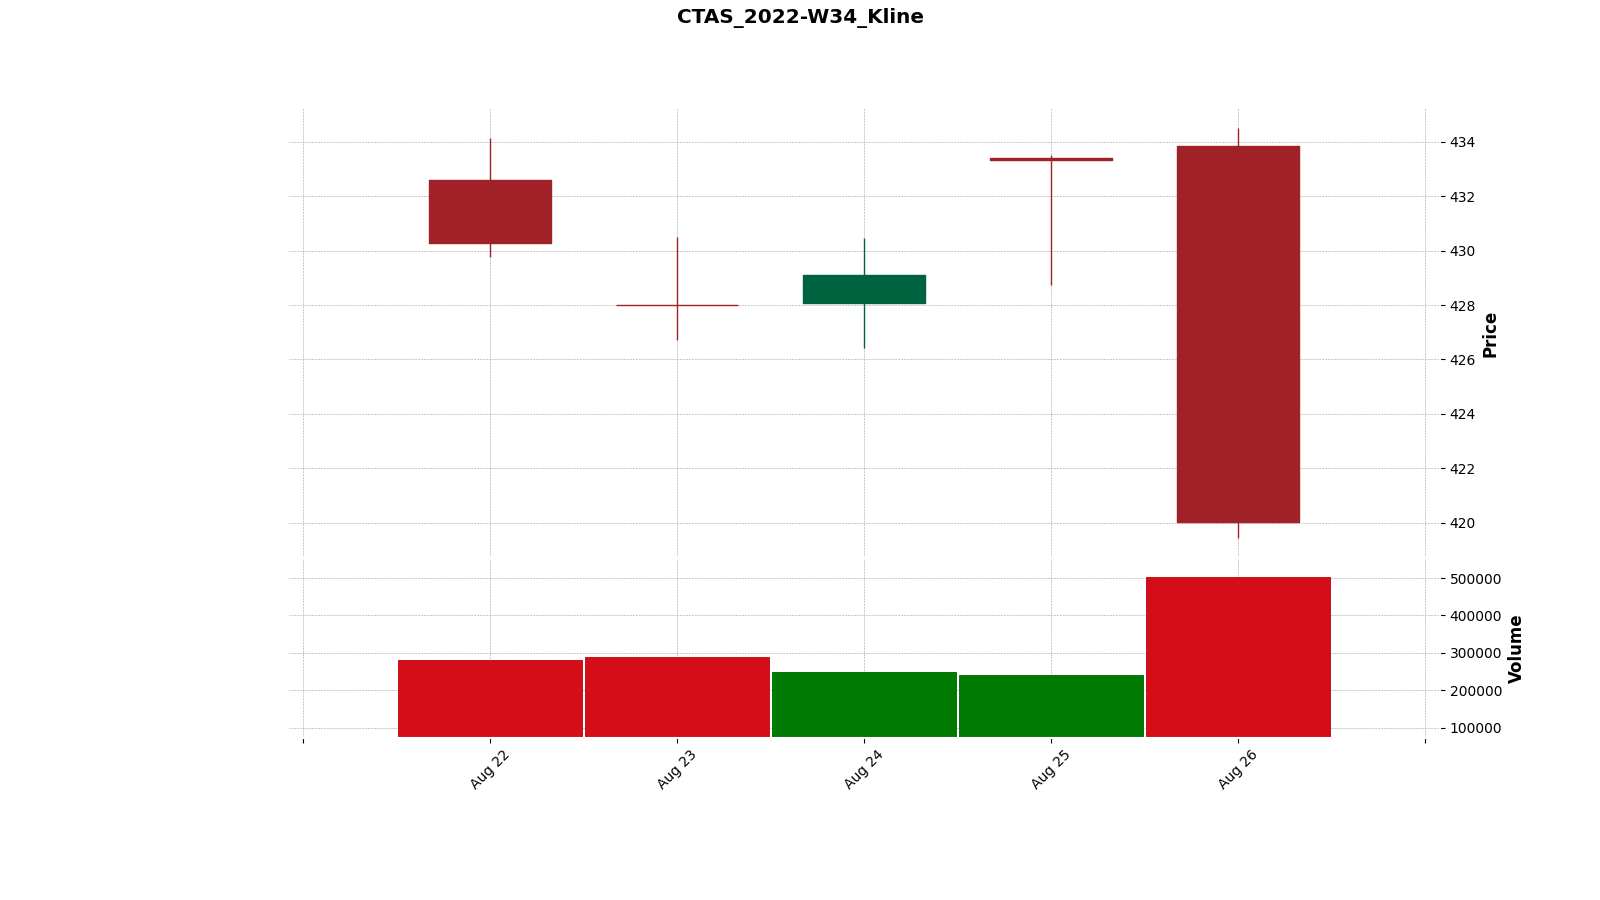 CTAS_2022-W34_Kline
434
432
430
428
426
424
422
420
Price
500000
400000
300000
200000
100000
Volume
Aug 22
Aug 23
Aug 24
Aug 25
Aug 26